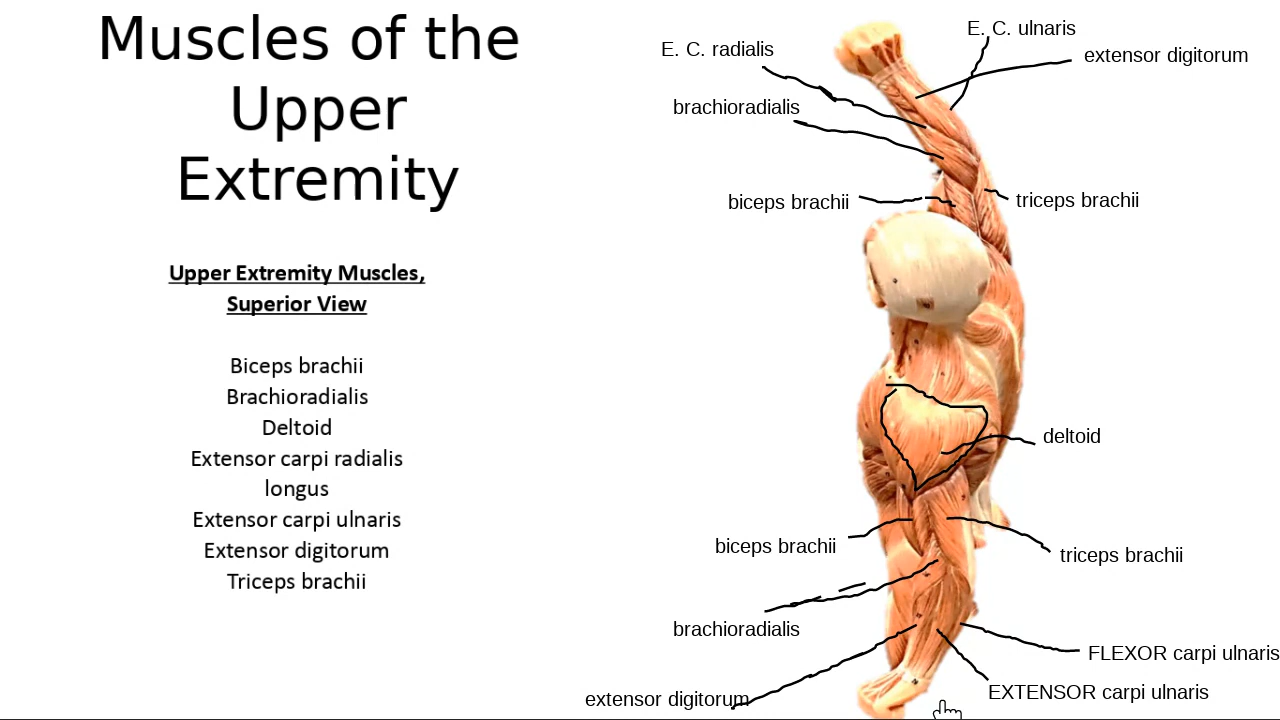 Muscles of the
Upper
Extremity
Upper Extremity Muscles,
Superior View
Biceps brachii
Brachioradialis
Deltoid
Extensor carpi radialis
longus
Extensor carpi ulnaris
Extensor digitorum
Triceps brachii
E. C. ulnaris
E. C. radialis
extensor digitorum
brachioradialis
biceps brachii
triceps brachii
deltoid
biceps brachii
triceps brachii
brachioradialis
FLEXOR carpi ulnaris
EXTENSOR carpi ulnaris
extensor digitorum